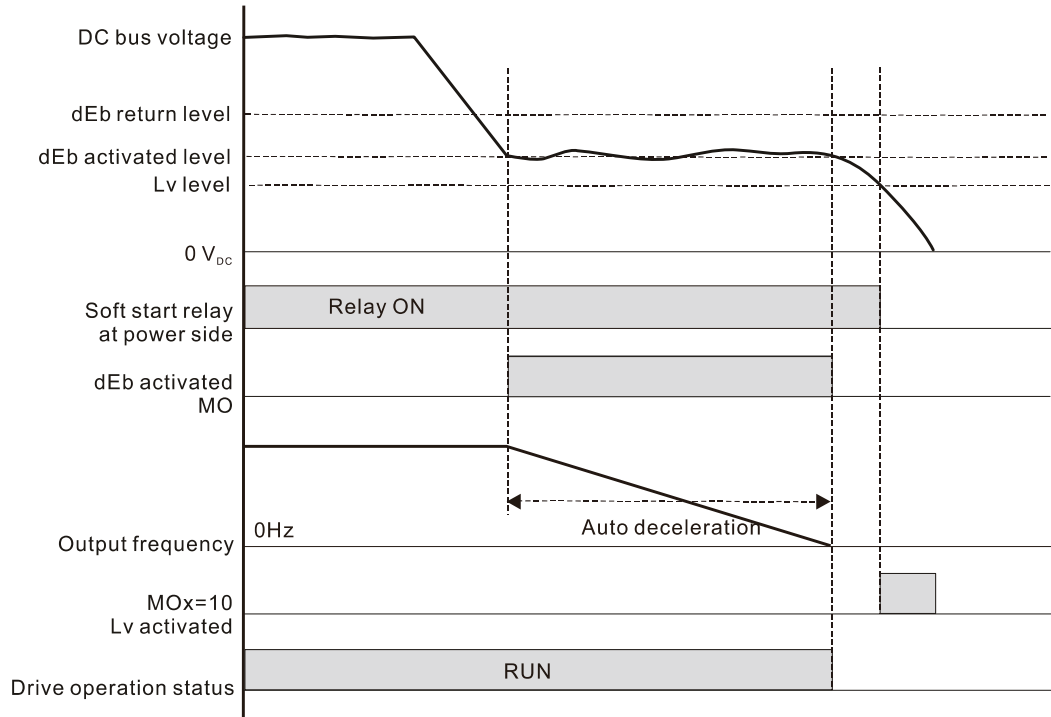 DC bus voltage
dEb return level
dEb activated level
Lv level
0 VDC
Soft start relay
at power side
Relay ON
dEb activated
MO
0Hz
Auto deceleration
Output frequency
MOx=10
Lv activated
RUN
Drive operation status